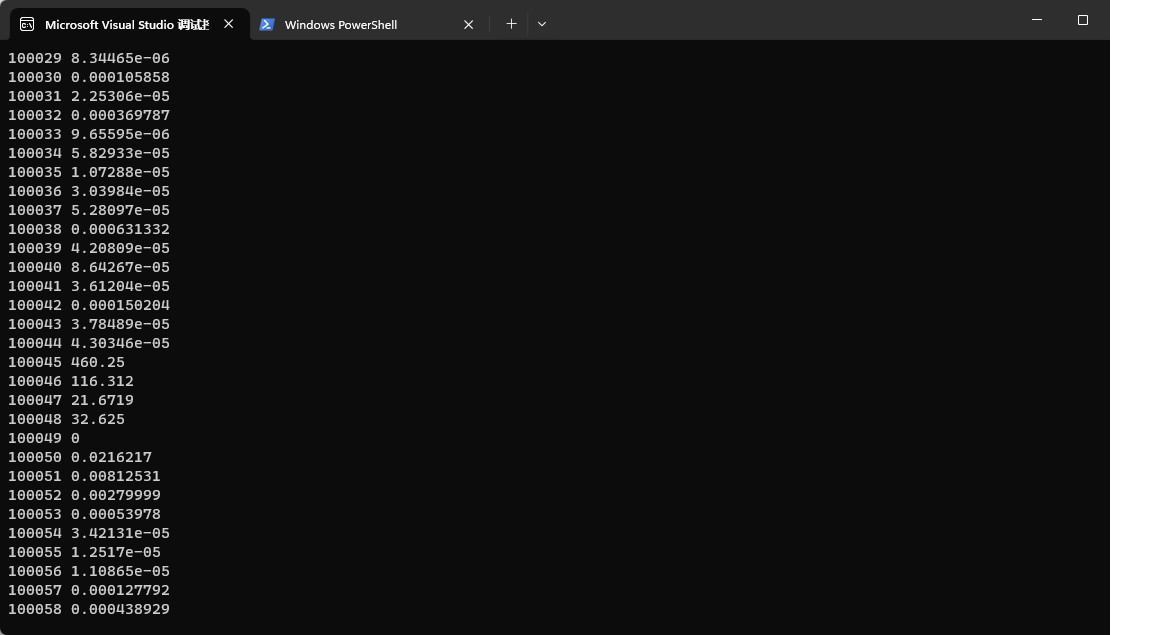 Microsoft Visual Studio 调试
Windows PowerShell
100029 8.34465e-06
100030 0.000105858
100031 2.25306e-05
100032 0.000369787
100033 9.65595e-06
100034 5.82933e-05
100035 1.07288e-05
100036 3.03984e-05
100037 5.28097e-05
100038 0.000631332
100039 4.20809e-05
100040 8.64267e-05
100041 3.61204e-05
100042 0.000150204
100043 3.78489e-05
100044 4.30346e-05
100045 460.25
100046 116.312
100047 21.6719
100048 32.625
100049 0
100050 0.0216217
100051 0.00812531
100052 0.00279999
100053 0.00053978
100054 3.42131e-05
100055 1.2517e-05
100056 1.10865e-05
100057 0.000127792
100058 0.000438929